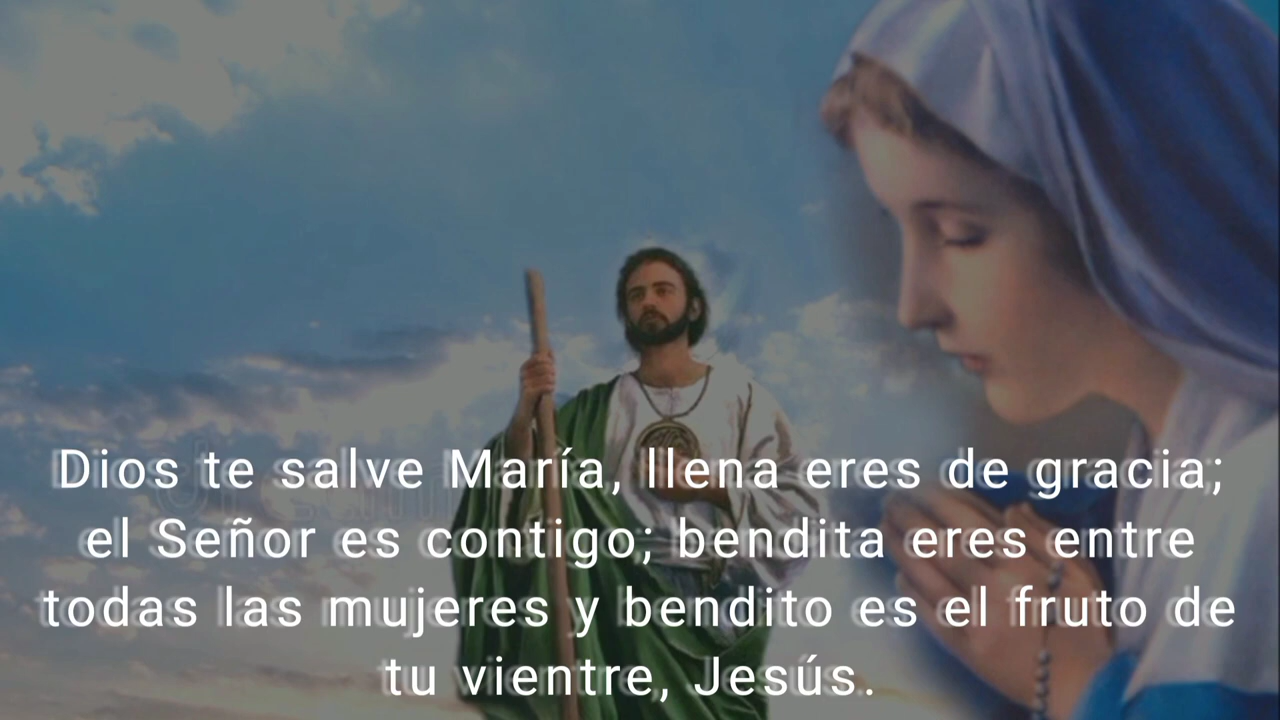 Dios te salve María, llena eres de gracia;
el Señor es contigo; bendita eres entre
todas las mujeres y bendito es el fruto de
tu vientre, Jesús.